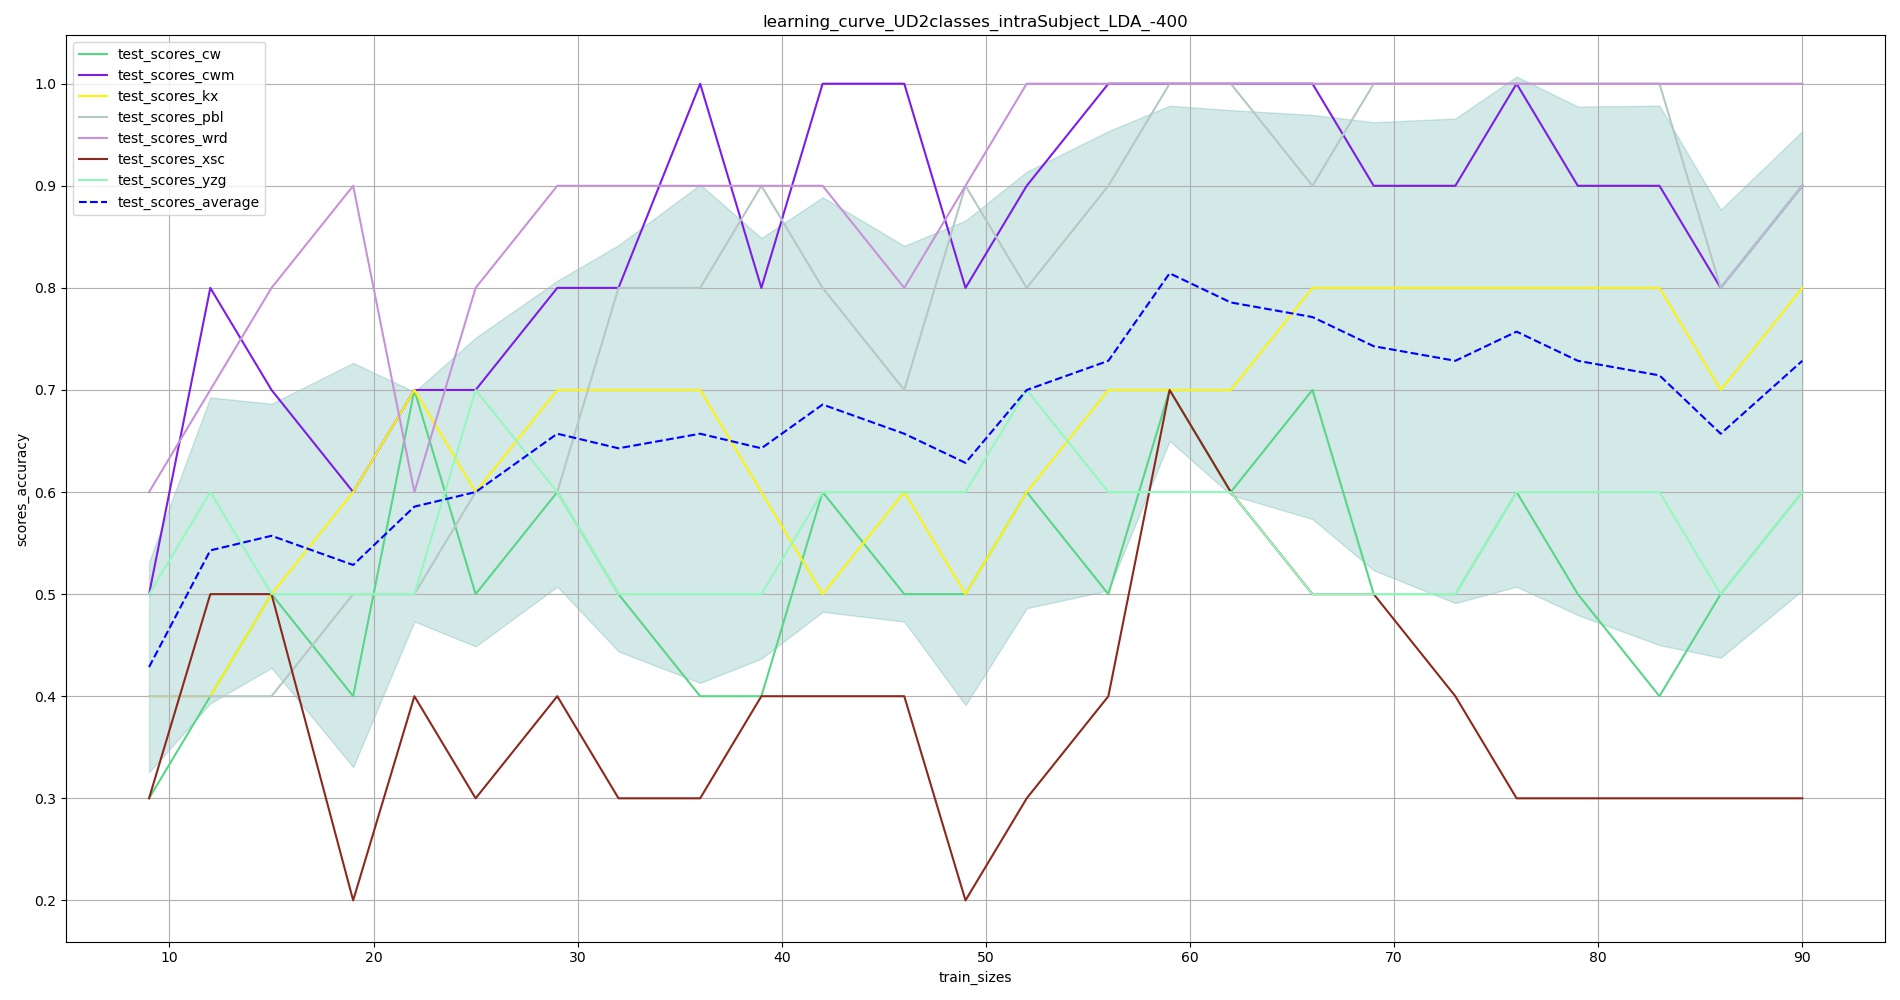 learning_curve_UD2classes_intraSubject_LDA_-400
test_scores_cw
test_scores_cwm
test_scores_kx
test_scores_pbl
test_scores_wrd
test_scores_xsc
test_scores_yzg
test_scores_average
scores_accuracy
1.0
0.9
0.8
0.7
0.6
0.5
0.4
0.3
0.2
10 20 30 40 50 60 70 80 90
train_sizes